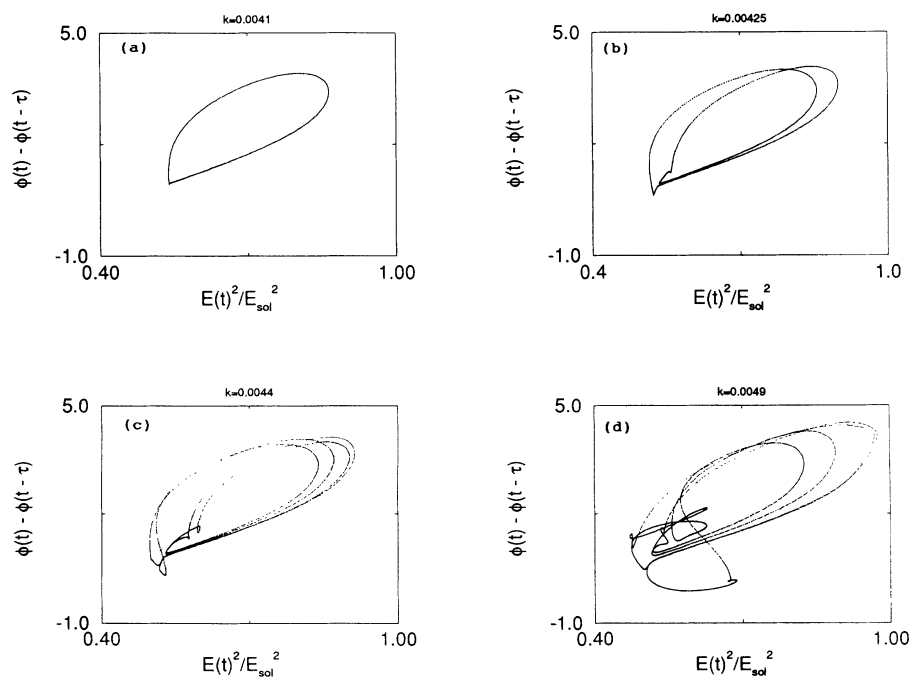 k=0.0041
5.0
(a)
ϕ(t) - ϕ(t - τ)
-1.0
0.40
1.00
E(t)²/E_sol²
k=0.00425
5.0
(b)
ϕ(t) - ϕ(t - τ)
-1.0
0.4
1.0
E(t)²/E_sol²
k=0.0044
5.0
(c)
ϕ(t) - ϕ(t - τ)
-1.0
0.40
1.00
E(t)²/E_sol²
k=0.0049
5.0
(d)
ϕ(t) - ϕ(t - τ)
-1.0
0.40
1.00
E(t)²/E_sol²